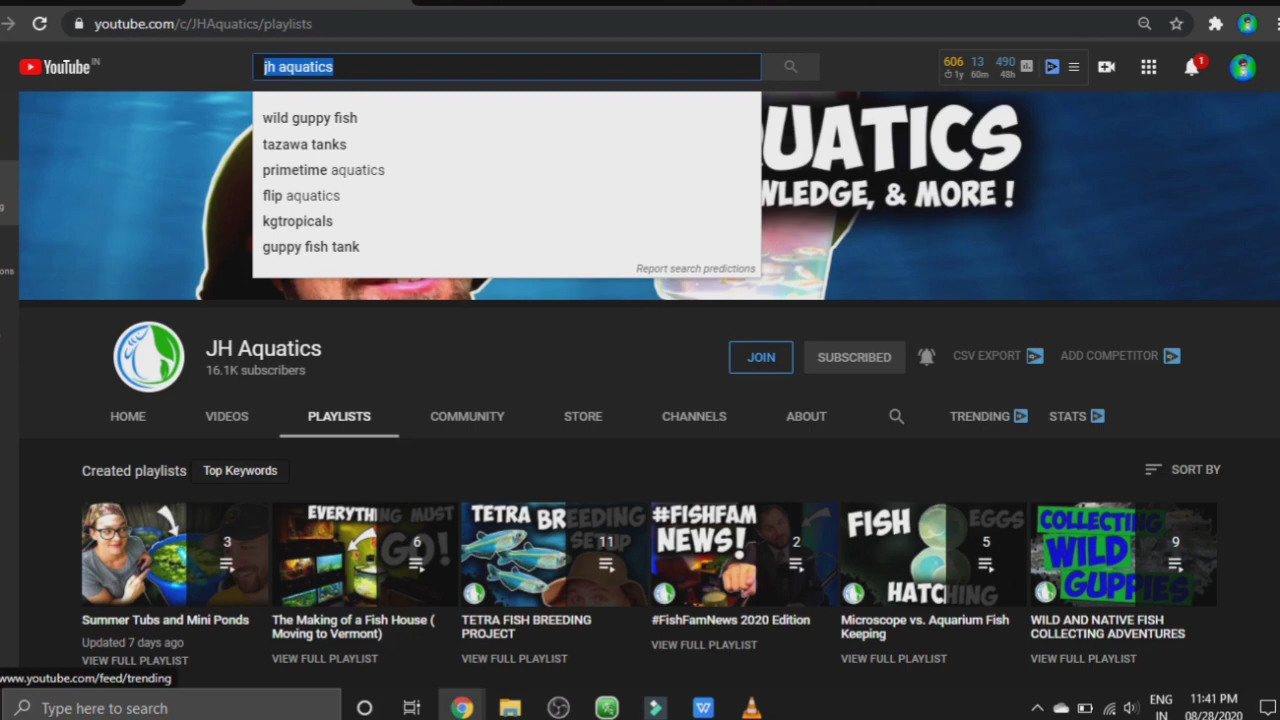 youtube.com/c/JHAquatics/playlists
YouTube IN
jh aquatics
606 13 490
1y 60m 48h
1
wild guppy fish
tazawa tanks
primetime aquatics
flip aquatics
kgtropicals
guppy fish tank
Report search predictions
UATICS
WLEDGE, & MORE !
JH Aquatics
16.1K subscribers
JOIN
SUBSCRIBED
CSV EXPORT
ADD COMPETITOR
HOME
VIDEOS
PLAYLISTS
COMMUNITY
STORE
CHANNELS
ABOUT
TRENDING
STATS
Created playlists
Top Keywords
SORT BY
3
EVERYTHING MUST
GO!
6
TETRA BREEDING
SETUP
11
#FISHFAM
NEWS!
2
FISH EGGS
HATCHING
5
COLLECTING
WILD
GUPPIES
9
Summer Tubs and Mini Ponds
Updated 7 days ago
VIEW FULL PLAYLIST
The Making of a Fish House (
Moving to Vermont)
VIEW FULL PLAYLIST
TETRA FISH BREEDING
PROJECT
VIEW FULL PLAYLIST
#FishFamNews 2020 Edition
VIEW FULL PLAYLIST
Microscope vs. Aquarium Fish
Keeping
VIEW FULL PLAYLIST
WILD AND NATIVE FISH
COLLECTING ADVENTURES
VIEW FULL PLAYLIST
www.youtube.com/feed/trending
Type here to search
ENG
IN
11:41 PM
08/28/2020